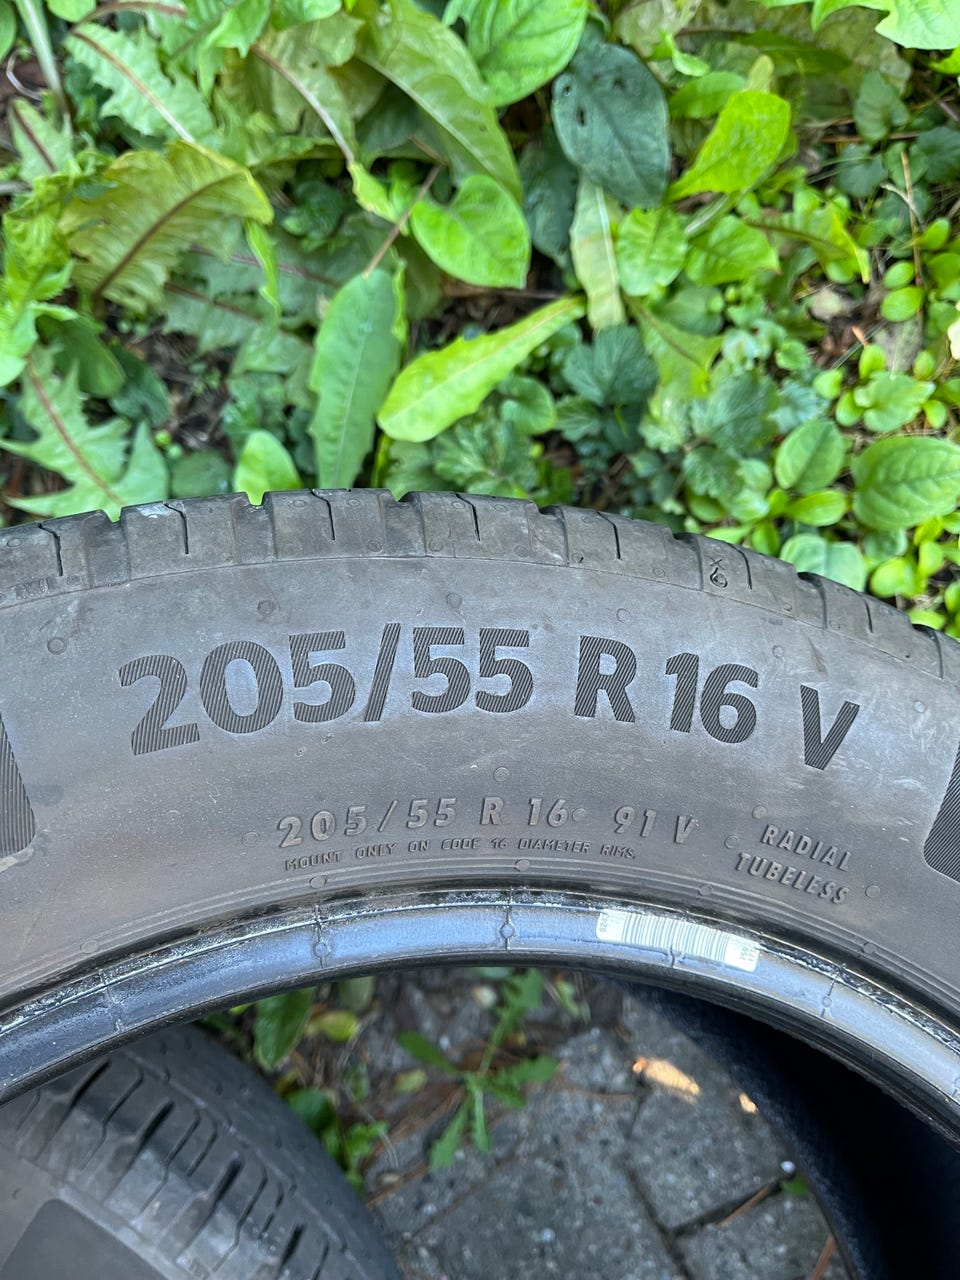 205/55 R 16 V
205/55 R 16 91 V
MOUNT ONLY ON CODE 16 DIAMETER RIMS.
RADIAL
TUBELESS